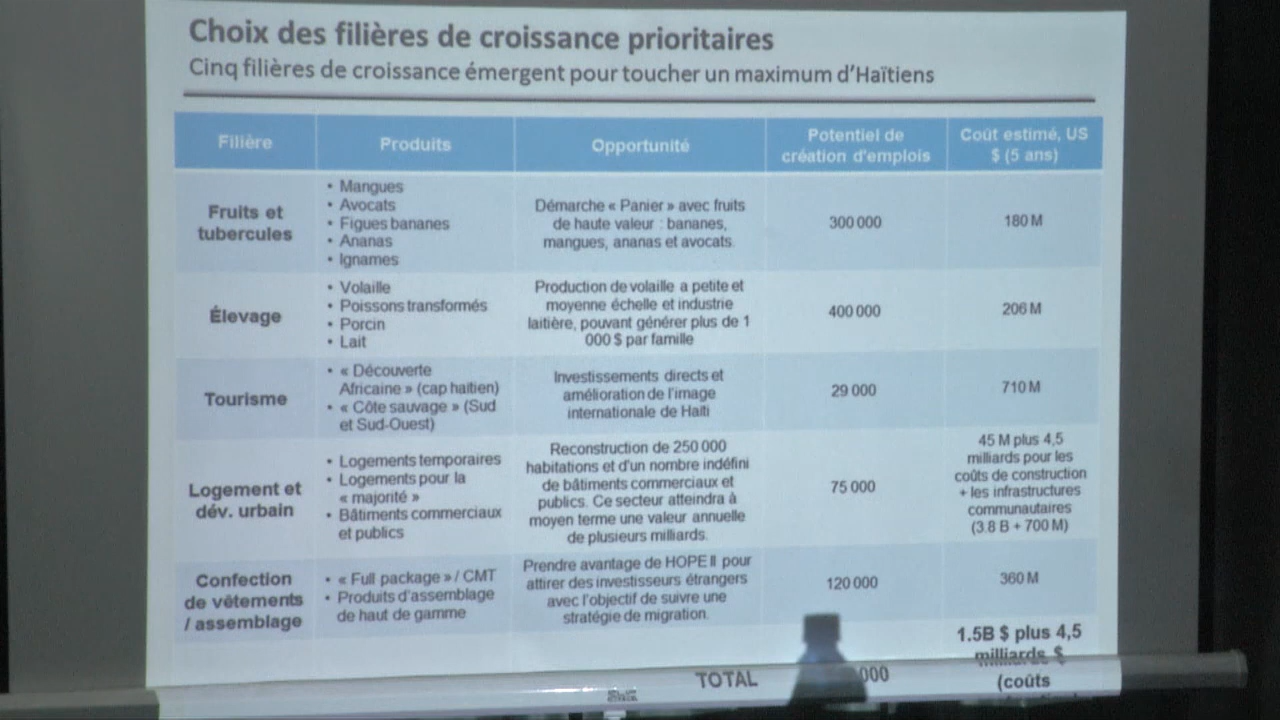 Choix des filières de croissance prioritaires
Cinq filières de croissance émergent pour toucher un maximum d'Haïtiens
Filière
Produits
Opportunité
Potentiel de
création d'emplois
Coût estimé, US
$ (5 ans)
Fruits et
tubercules
• Mangues
• Avocats
• Figues bananes
• Ananas
• Ignames
Démarche « Panier » avec fruits
de haute valeur : bananes,
mangues, ananas et avocats.
300 000
180 M
Élevage
• Volaille
• Poissons transformés
• Porcin
• Lait
Production de volaille a petite et
moyenne échelle et industrie
laitière, pouvant générer plus de 1
000 $ par famille
400 000
206 M
Tourisme
• « Découverte
Africaine » (cap haïtien)
• « Côte sauvage » (Sud
et Sud-Ouest)
Investissements directs et
amélioration de l'image
internationale de Haïti
29 000
710 M
Logement et
dév. urbain
• Logements temporaires
• Logements pour la
« majorité »
• Bâtiments commerciaux
et publics
Reconstruction de 250 000
habitations et d'un nombre indéfini
de bâtiments commerciaux et
publics. Ce secteur atteindra à
moyen terme une valeur annuelle
de plusieurs milliards.
75 000
45 M plus 4,5
milliards pour les
coûts de construction
+ les infrastructures
communautaires
(3.8 B + 700 M)
Confection
de vêtements
/ assemblage
• « Full package » / CMT
• Produits d'assemblage
de haut de gamme
Prendre avantage de HOPE II pour
attirer des investisseurs étrangers
avec l'objectif de suivre une
stratégie de migration.
120 000
360 M
TOTAL
000
1.5B $ plus 4,5
milliards $
(coûts